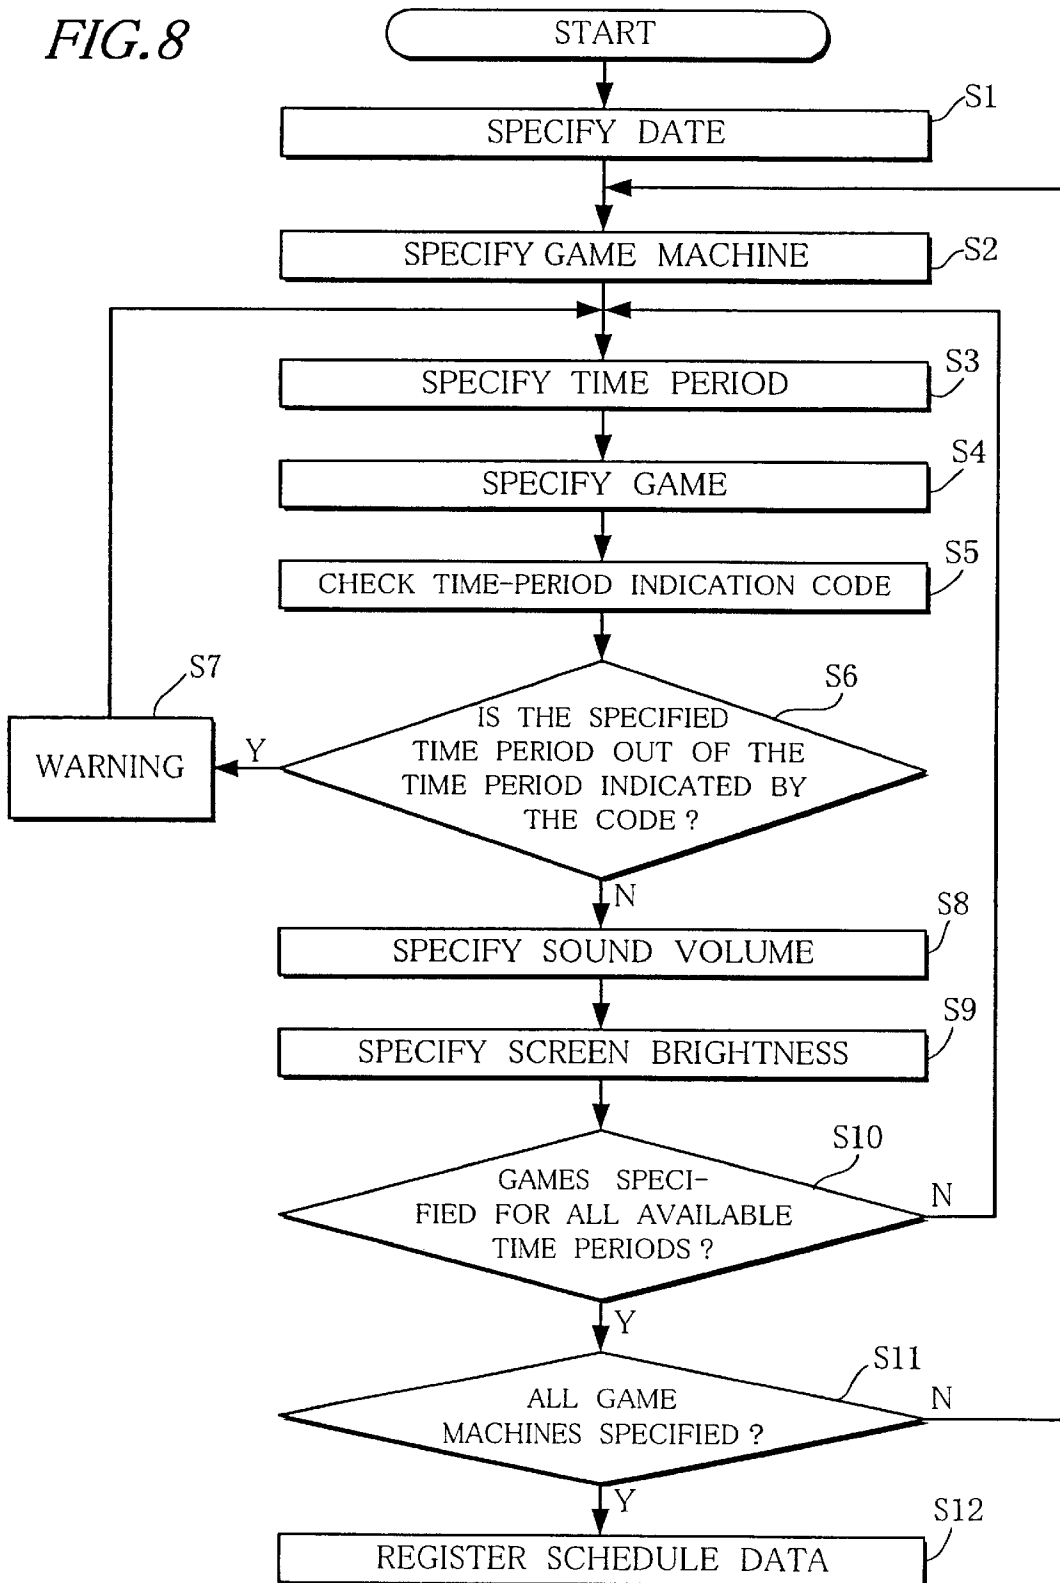 FIG.8
START
S1
SPECIFY DATE
SPECIFY GAME MACHINE
S2
S3
SPECIFY TIME PERIOD
S4
SPECIFY GAME
S5
CHECK TIME-PERIOD INDICATION CODE
S7
WARNING
Y
S6
IS THE SPECIFIED
TIME PERIOD OUT OF THE
TIME PERIOD INDICATED BY
THE CODE?
N
S8
SPECIFY SOUND VOLUME
S9
SPECIFY SCREEN BRIGHTNESS
S10
GAMES SPECI-
FIED FOR ALL AVAILABLE
TIME PERIODS?
N
Y
S11
ALL GAME
MACHINES SPECIFIED?
N
Y
S12
REGISTER SCHEDULE DATA